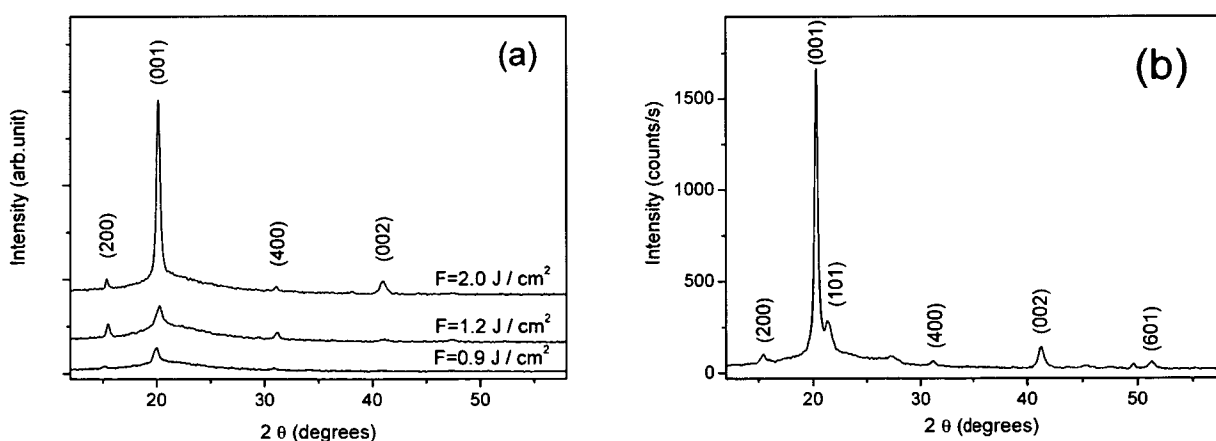 (a)
Intensity (arb.unit)
(200)
(001)
(400)
(002)
F=2.0 J / cm²
F=1.2 J / cm²
F=0.9 J / cm²
20 30 40 50
2 θ (degrees)
(b)
Intensity (counts/s)
1500
1000
500
0
(200)
(001)
(101)
(400)
(002)
(601)
20 30 40 50
2 θ (degrees)